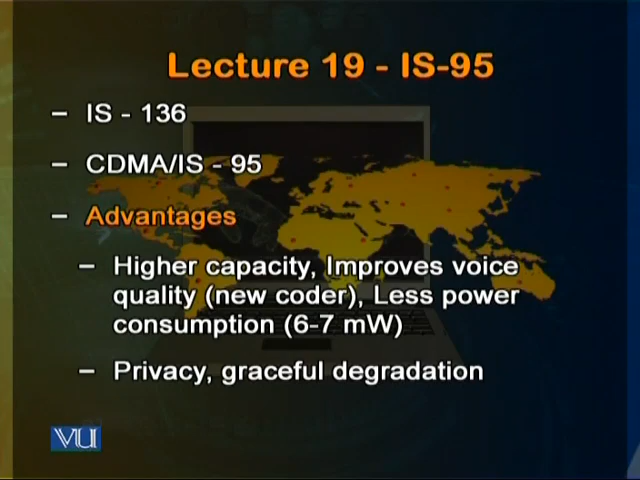 Lecture 19 - IS-95
– IS - 136
– CDMA/IS - 95
– Advantages
– Higher capacity, Improves voice
quality (new coder), Less power
consumption (6-7 mW)
– Privacy, graceful degradation
VU